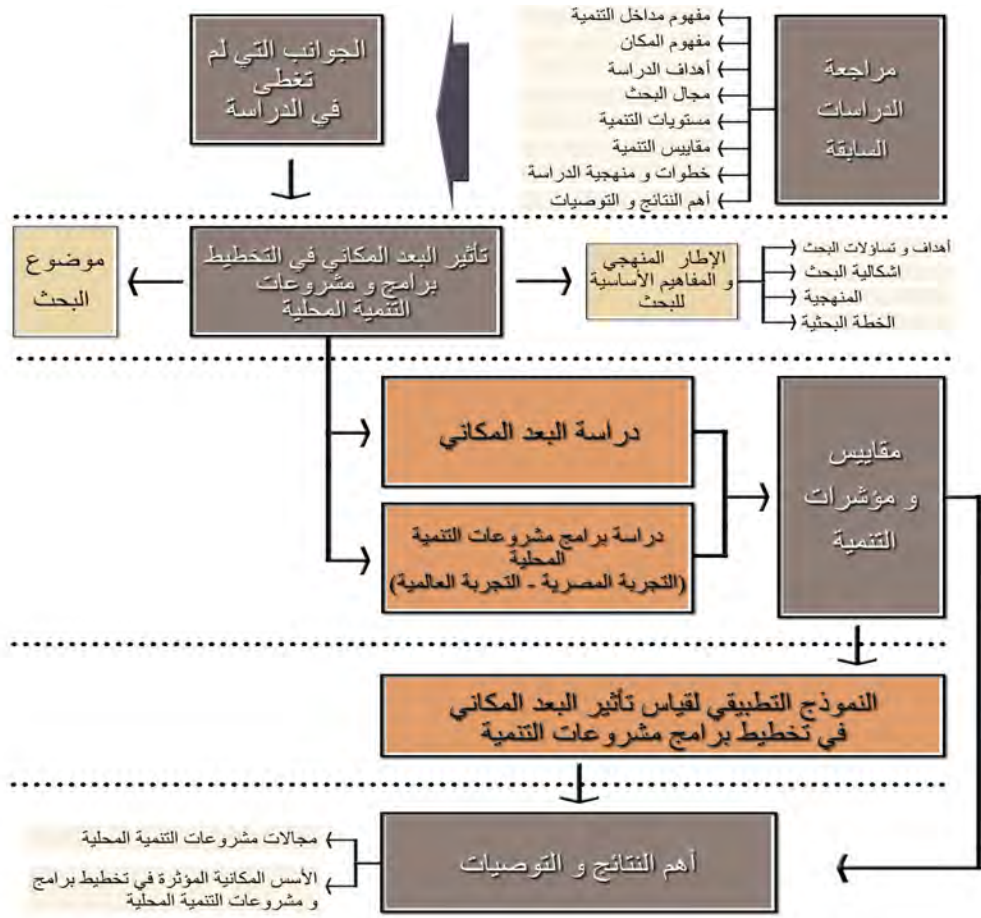 مراجعة
الدراسات
السابقة
مفهوم مداخل التنمية
مفهوم المكان
أهداف الدراسة
مجال البحث
مستويات التنمية
مقاييس التنمية
خطوات و منهجية الدراسة
أهم النتائج و التوصيات
الجوانب التي لم
تغطى
في الدراسة
أهداف و تساؤلات البحث
اشكالية البحث
المنهجية
الخطة البحثية
الإطار المنهجي
و المفاهيم الأساسية
للبحث
تأثير البعد المكاني في التخطيط
برامج و مشروعات
التنمية المحلية
موضوع
البحث
دراسة البعد المكاني
دراسة برامج مشروعات التنمية
المحلية
(التجربة المصرية - التجربة العالمية)
مقاييس
و مؤشرات
التنمية
النموذج التطبيقي لقياس تأثير البعد المكاني
في تخطيط برامج مشروعات التنمية
أهم النتائج و التوصيات
مجالات مشروعات التنمية المحلية
الأسس المكانية المؤثرة في تخطيط برامج
و مشروعات التنمية المحلية